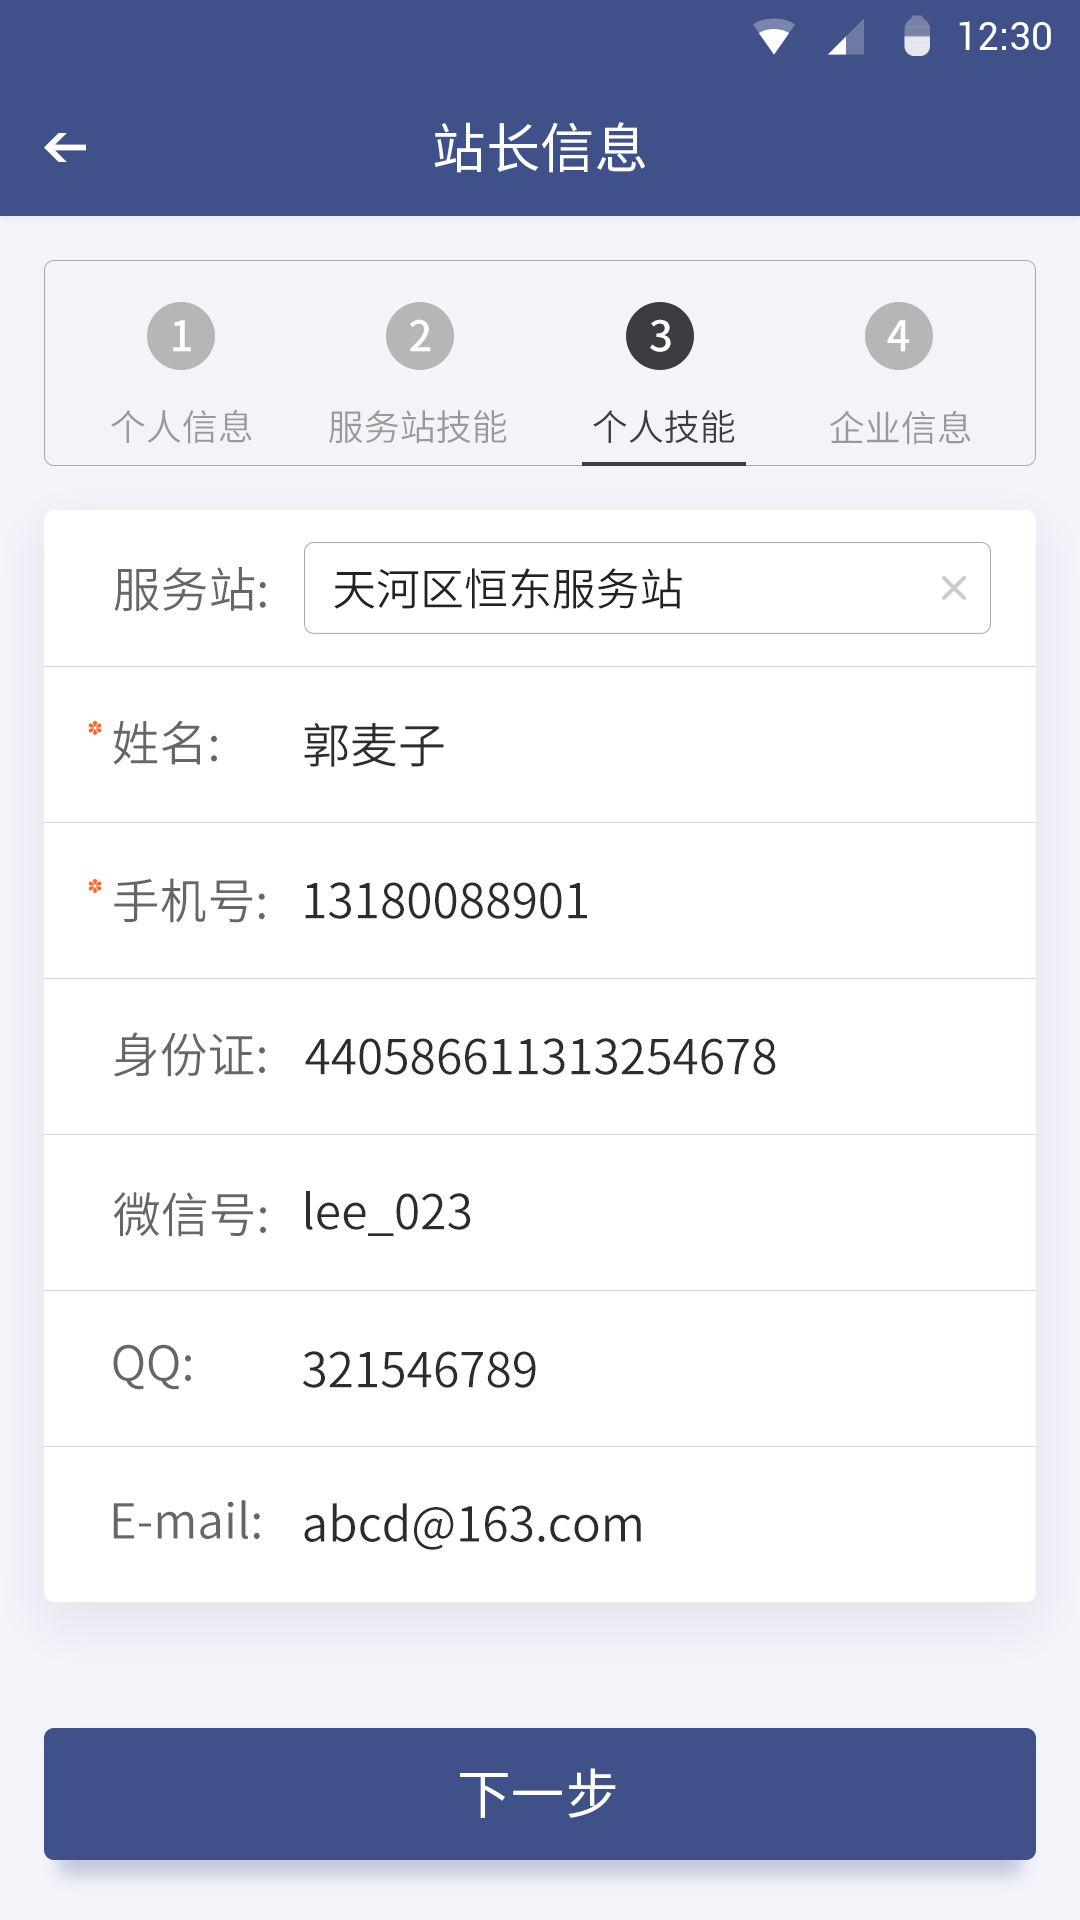 12:30
站长信息
1 2 3 4
个人信息 服务站技能 个人技能 企业信息
服务站: 天河区恒东服务站
* 姓名: 郭麦子
* 手机号: 13180088901
身份证: 440586611313254678
微信号: lee_023
QQ: 321546789
E-mail: abcd@163.com
下一步